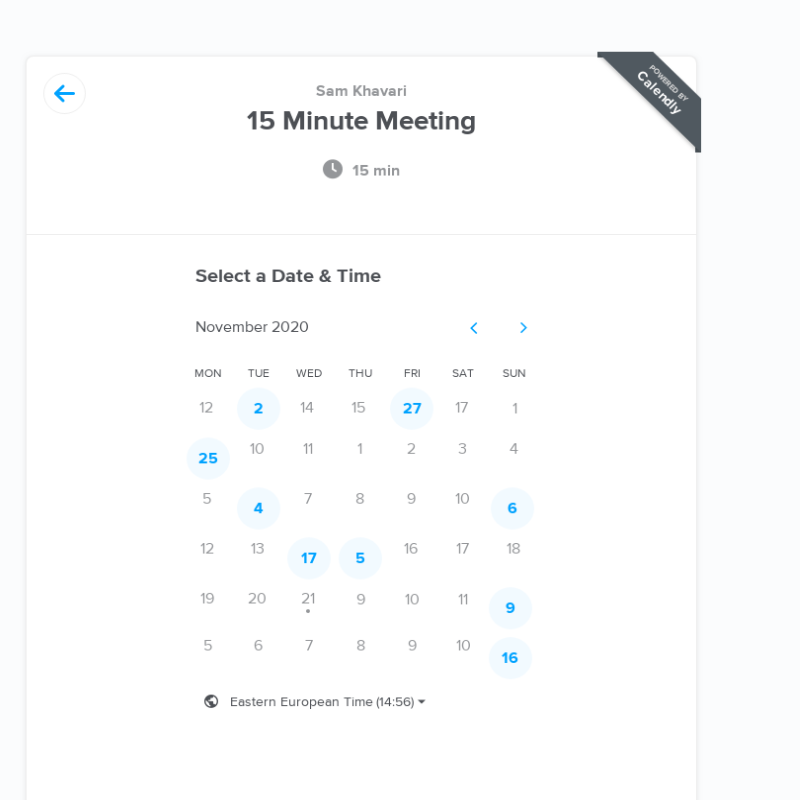 POWERED BY
Calendly
Sam Khavari
15 Minute Meeting
15 min
Select a Date & Time
November 2020
MON TUE WED THU FRI SAT SUN
12 2 14 15 27 17 1
25 10 11 1 2 3 4
5 4 7 8 9 10 6
12 13 17 5 16 17 18
19 20 21 9 10 11 9
5 6 7 8 9 10 16
Eastern European Time (14:56)